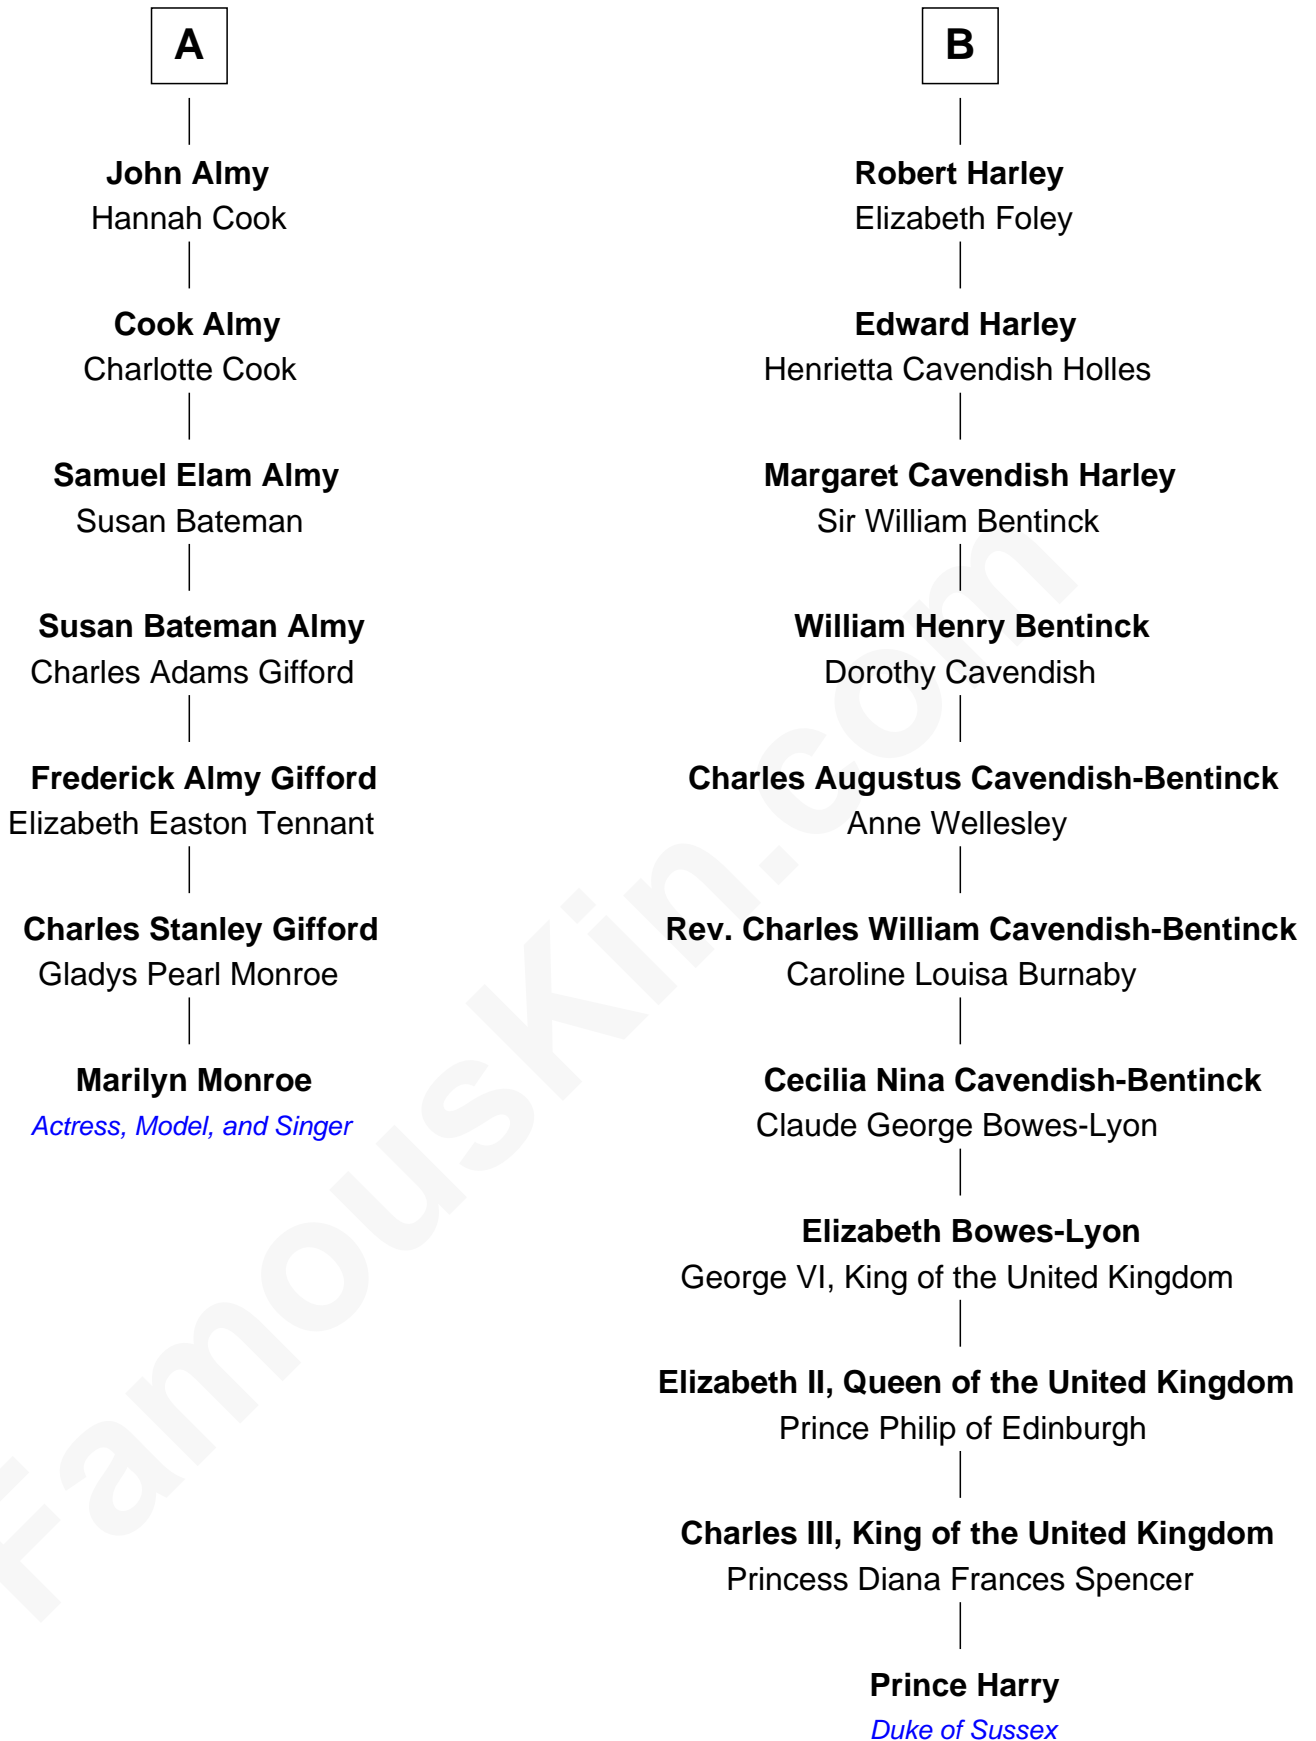 A
John Almy
Hannah Cook
Cook Almy
Charlotte Cook
Samuel Elam Almy
Susan Bateman
Susan Bateman Almy
Charles Adams Gifford
Frederick Almy Gifford
Elizabeth Easton Tennant
Charles Stanley Gifford
Gladys Pearl Monroe
Marilyn Monroe
Actress, Model, and Singer
B
Robert Harley
Elizabeth Foley
Edward Harley
Henrietta Cavendish Holles
Margaret Cavendish Harley
Sir William Bentinck
William Henry Bentinck
Dorothy Cavendish
Charles Augustus Cavendish-Bentinck
Anne Wellesley
Rev. Charles William Cavendish-Bentinck
Caroline Louisa Burnaby
Cecilia Nina Cavendish-Bentinck
Claude George Bowes-Lyon
Elizabeth Bowes-Lyon
George VI, King of the United Kingdom
Elizabeth II, Queen of the United Kingdom
Prince Philip of Edinburgh
Charles III, King of the United Kingdom
Princess Diana Frances Spencer
Prince Harry
Duke of Sussex
FamousKin.com